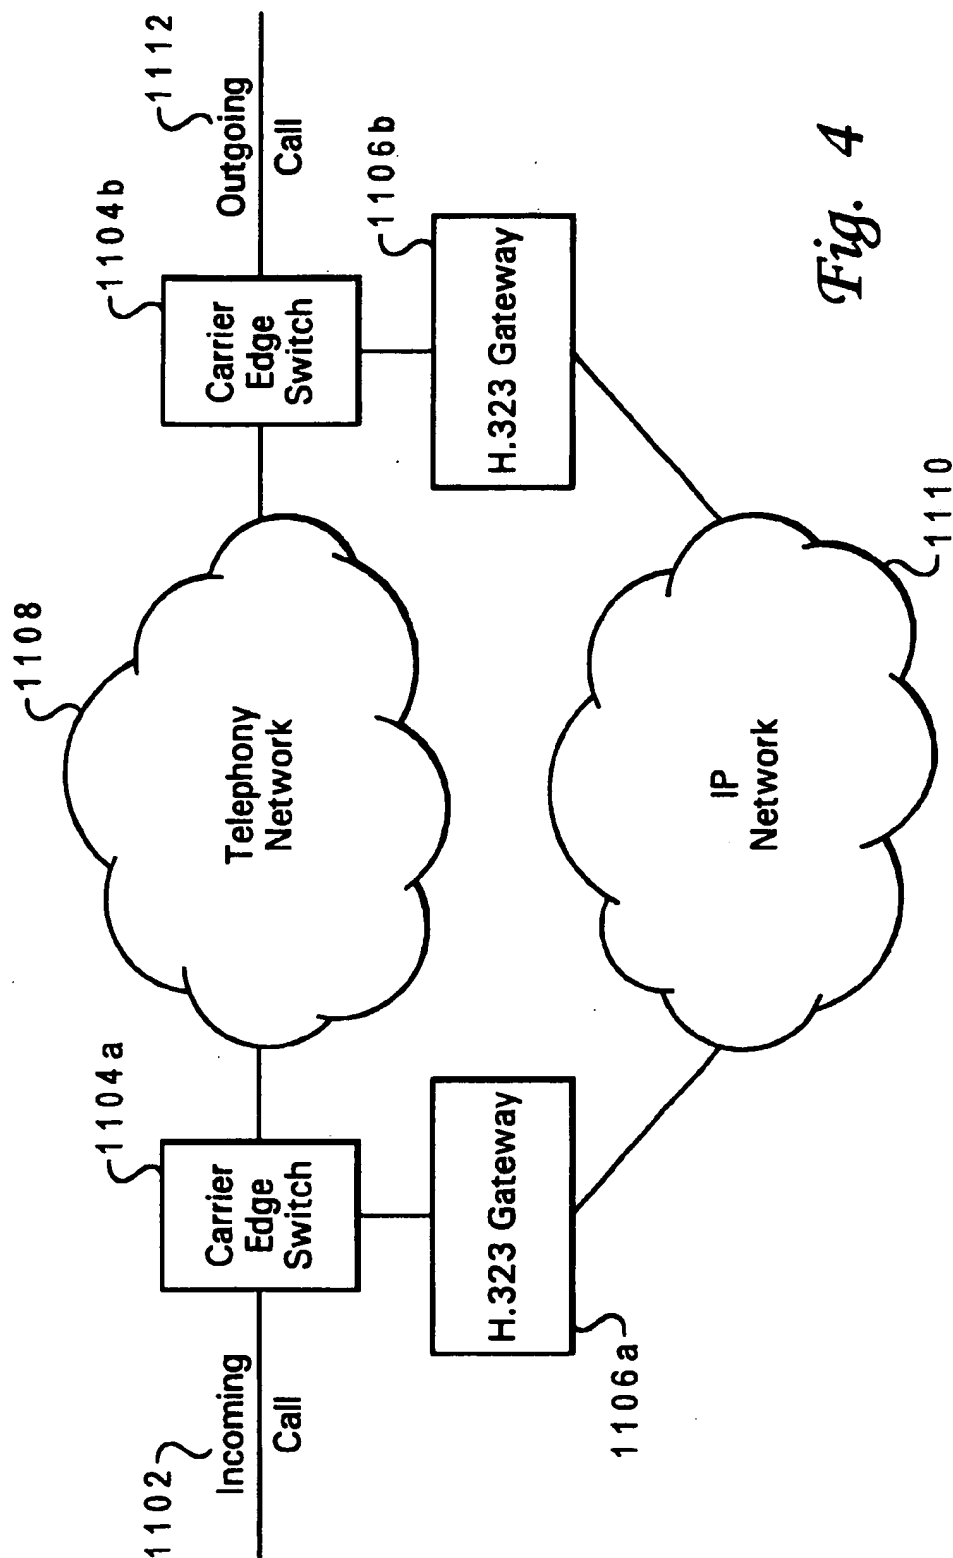 1102
Incoming
Call
1104a
Carrier
Edge
Switch
1106a
H.323 Gateway
1108
Telephony
Network
IP
Network
1110
1104b
Carrier
Edge
Switch
1106b
H.323 Gateway
1112
Outgoing
Call
Fig. 4